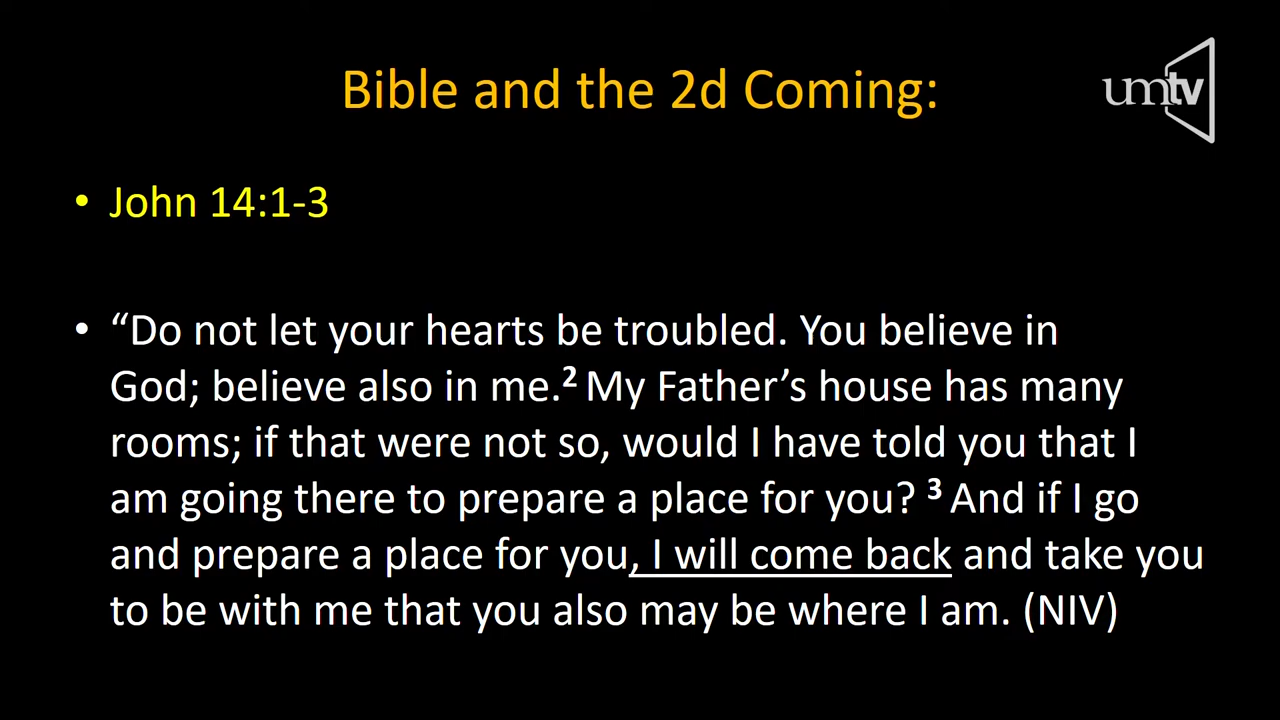 Bible and the 2d Coming:
umtv
• John 14:1-3
• “Do not let your hearts be troubled. You believe in
God; believe also in me.² My Father’s house has many
rooms; if that were not so, would I have told you that I
am going there to prepare a place for you? ³ And if I go
and prepare a place for you, I will come back and take you
to be with me that you also may be where I am. (NIV)